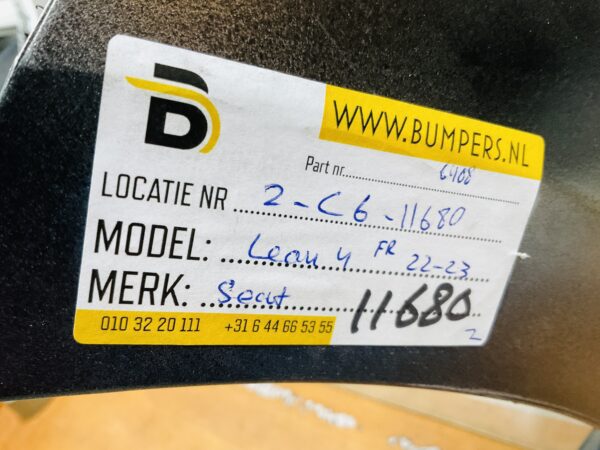 B
WWW.BUMPERS.NL
Part nr. 6408
LOCATIE NR 2-C6-11680
MODEL: Leon 4 FR 22-23
MERK: Seat 11680
2
010 32 20 111 +31 6 44 66 53 55